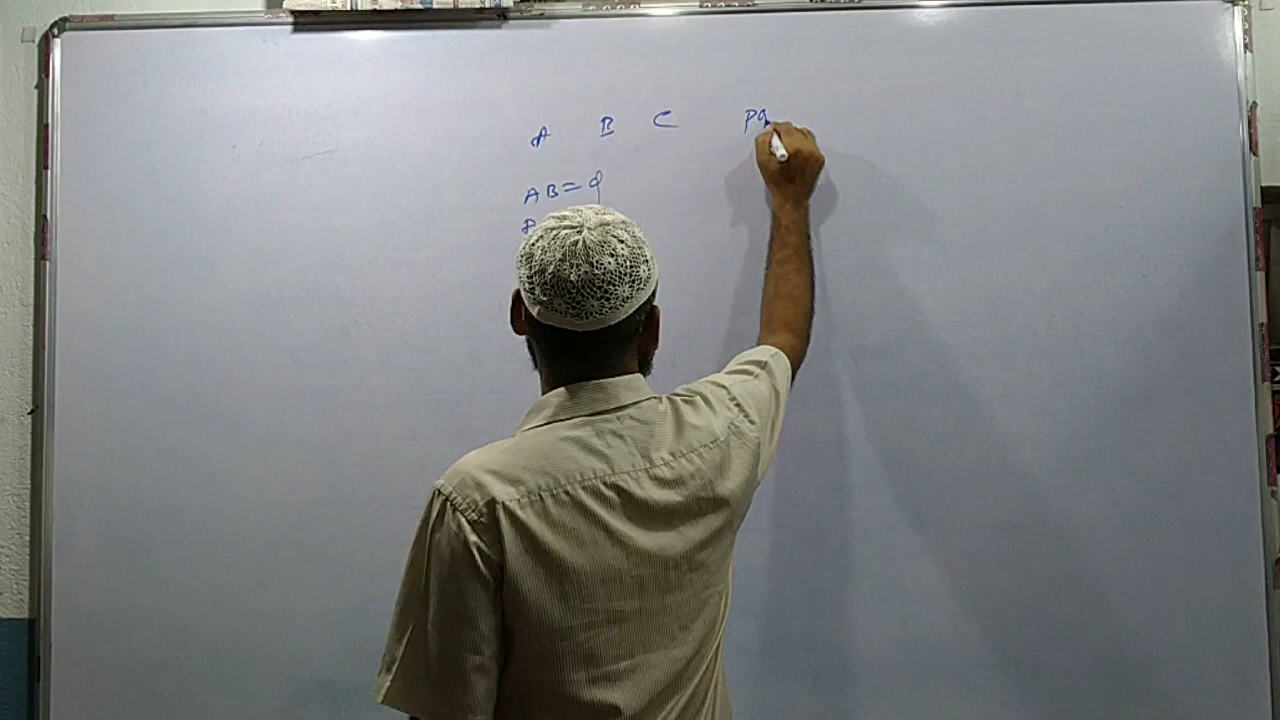 A B C Pq
AB = φ
B